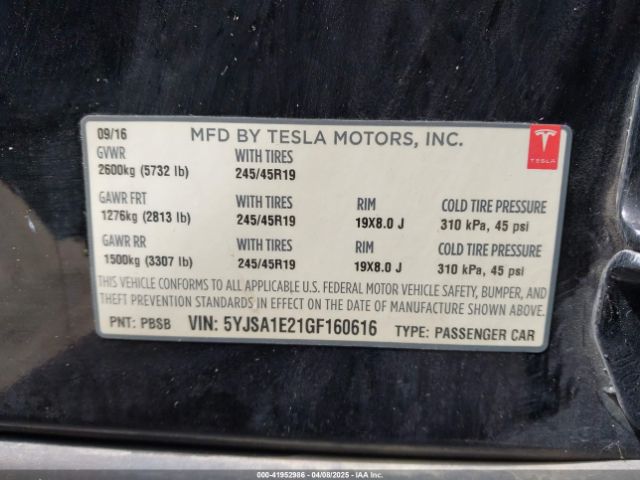 09/16 MFD BY TESLA MOTORS, INC.
TESLA
GVWR WITH TIRES
2600kg (5732 lb) 245/45R19
GAWR FRT WITH TIRES RIM COLD TIRE PRESSURE
1276kg (2813 lb) 245/45R19 19X8.0 J 310 kPa, 45 psi
GAWR RR WITH TIRES RIM COLD TIRE PRESSURE
1500kg (3307 lb) 245/45R19 19X8.0 J 310 kPa, 45 psi
THIS VEHICLE CONFORMS TO ALL APPLICABLE U.S. FEDERAL MOTOR VEHICLE SAFETY, BUMPER, AND
THEFT PREVENTION STANDARDS IN EFFECT ON THE DATE OF MANUFACTURE SHOWN ABOVE.
PNT: PBSB VIN: 5YJSA1E21GF160616 TYPE: PASSENGER CAR
000-41952986 - 04/08/2025 - IAAI.COM